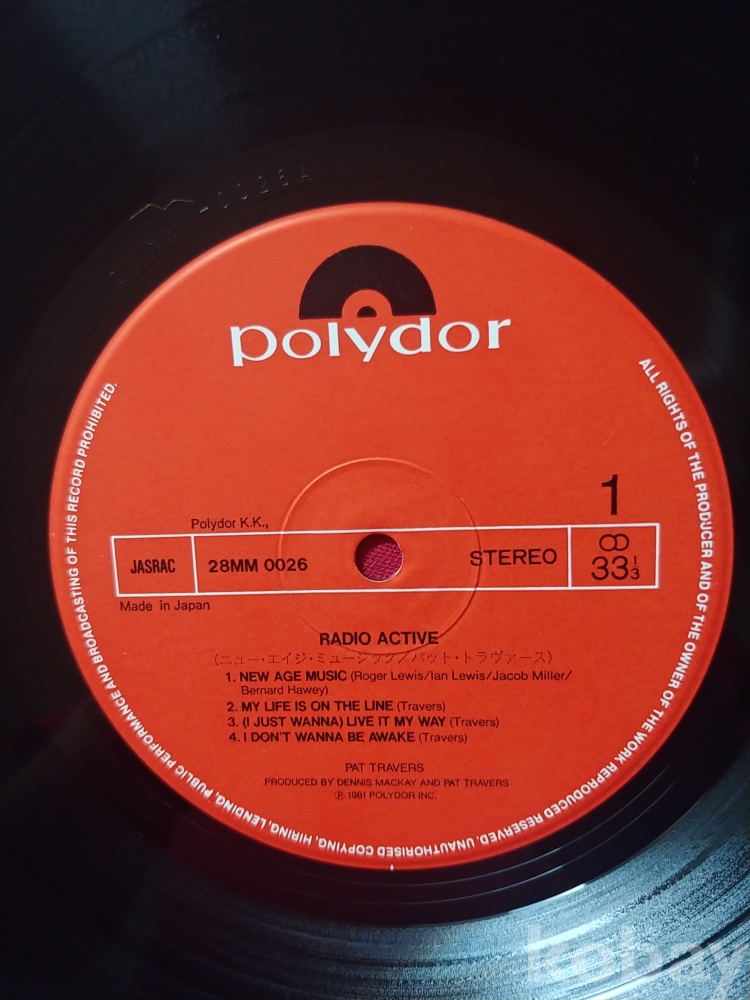 polydor
1
Polydor K.K.,
JASRAC
28MM 0026
STEREO
33⅓
Made in Japan
RADIO ACTIVE
(ニュー・エイジ・ミュージック/パット・トラヴァース)
1. NEW AGE MUSIC (Roger Lewis/Ian Lewis/Jacob Miller/
Bernard Hawey)
2. MY LIFE IS ON THE LINE (Travers)
3. (I JUST WANNA) LIVE IT MY WAY (Travers)
4. I DON'T WANNA BE AWAKE (Travers)
PAT TRAVERS
PRODUCED BY DENNIS MACKAY AND PAT TRAVERS
℗ 1981 POLYDOR INC.
ALL RIGHTS OF THE PRODUCER AND OF THE OWNER OF THE WORK REPRODUCED RESERVED. UNAUTHORISED COPYING, HIRING, LENDING, PUBLIC PERFORMANCE AND BROADCASTING OF THIS RECORD PROHIBITED.
kobay